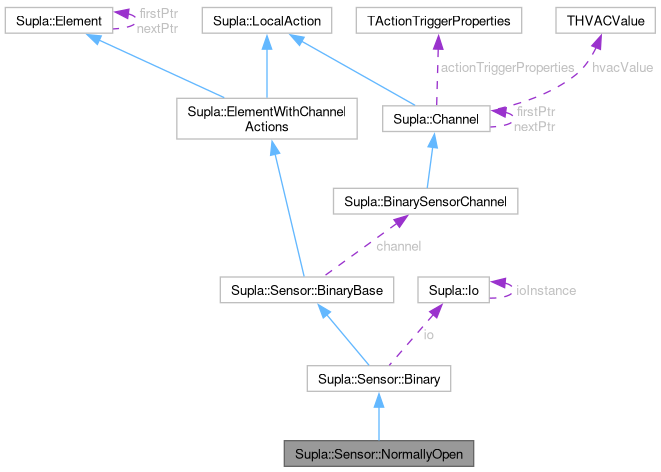 Supla::Element
firstPtr
nextPtr
Supla::LocalAction
TActionTriggerProperties
THVACValue
actionTriggerProperties
hvacValue
Supla::ElementWithChannel
Actions
Supla::Channel
firstPtr
nextPtr
Supla::BinarySensorChannel
channel
Supla::Sensor::BinaryBase
Supla::Io
ioInstance
io
Supla::Sensor::Binary
Supla::Sensor::NormallyOpen